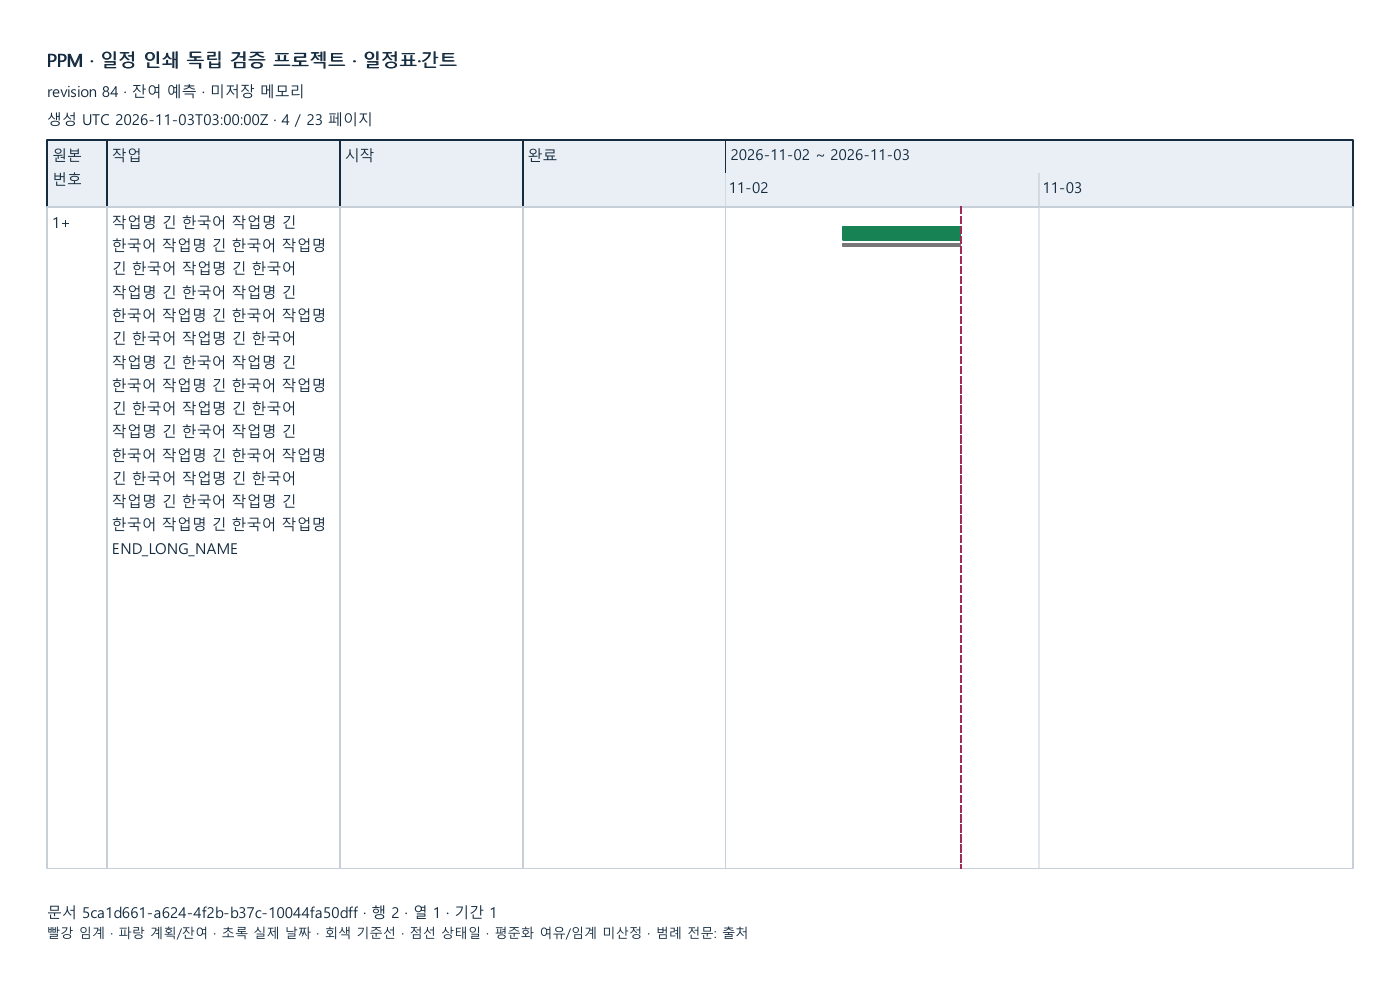 PPM · 일정 인쇄 독립 검증 프로젝트 · 일정표·간트
revision 84 · 잔여 예측 · 미저장 메모리
생성 UTC 2026-11-03T03:00:00Z · 4 / 23 페이지
원본 번호
작업
시작
완료
2026-11-02 ~ 2026-11-03
11-02
11-03
1+
작업명 긴 한국어 작업명 긴
한국어 작업명 긴 한국어 작업명
긴 한국어 작업명 긴 한국어
작업명 긴 한국어 작업명 긴
한국어 작업명 긴 한국어 작업명
긴 한국어 작업명 긴 한국어
작업명 긴 한국어 작업명 긴
한국어 작업명 긴 한국어 작업명
긴 한국어 작업명 긴 한국어
작업명 긴 한국어 작업명 긴
한국어 작업명 긴 한국어 작업명
긴 한국어 작업명 긴 한국어
작업명 긴 한국어 작업명 긴
한국어 작업명 긴 한국어 작업명
END_LONG_NAME
문서 5ca1d661-a624-4f2b-b37c-10044fa50dff · 행 2 · 열 1 · 기간 1
빨강 임계 · 파랑 계획/잔여 · 초록 실제 날짜 · 회색 기준선 · 점선 상태일 · 평준화 여유/임계 미산정 · 범례 전문: 출처